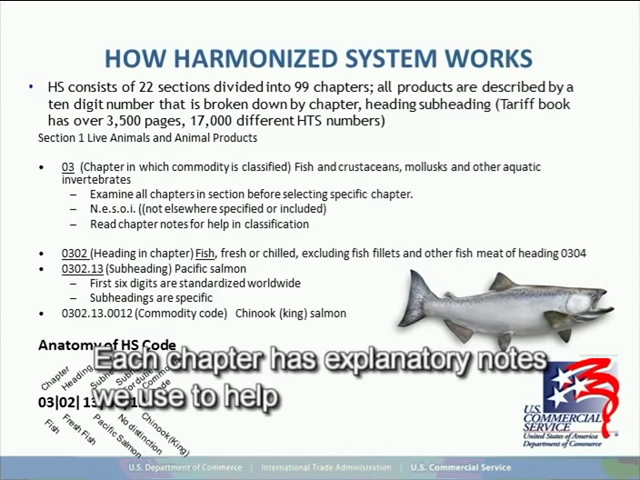 HOW HARMONIZED SYSTEM WORKS
• HS consists of 22 sections divided into 99 chapters; all products are described by a
ten digit number that is broken down by chapter, heading subheading (Tariff book
has over 3,500 pages, 17,000 different HTS numbers)
Section 1 Live Animals and Animal Products
• 03 (Chapter in which commodity is classified) Fish and crustaceans, mollusks and other aquatic
invertebrates
– Examine all chapters in section before selecting specific chapter.
– N.e.s.o.i. ((not elsewhere specified or included)
– Read chapter notes for help in classification
• 0302 (Heading in chapter) Fish, fresh or chilled, excluding fish fillets and other fish meat of heading 0304
• 0302.13 (Subheading) Pacific salmon
– First six digits are standardized worldwide
– Subheadings are specific
• 0302.13.0012 (Commodity code) Chinook (king) salmon
Anatomy of HS Code
Each chapter has explanatory notes
we use to help
Chapter
Heading
03|02|
Fish
Fresh Fish
Pacific Salmon
No distinction
Chinook (King)
U.S.
COMMERCIAL
SERVICE
United States of America
Department of Commerce
U.S. Department of Commerce | International Trade Administration | U.S. Commercial Service